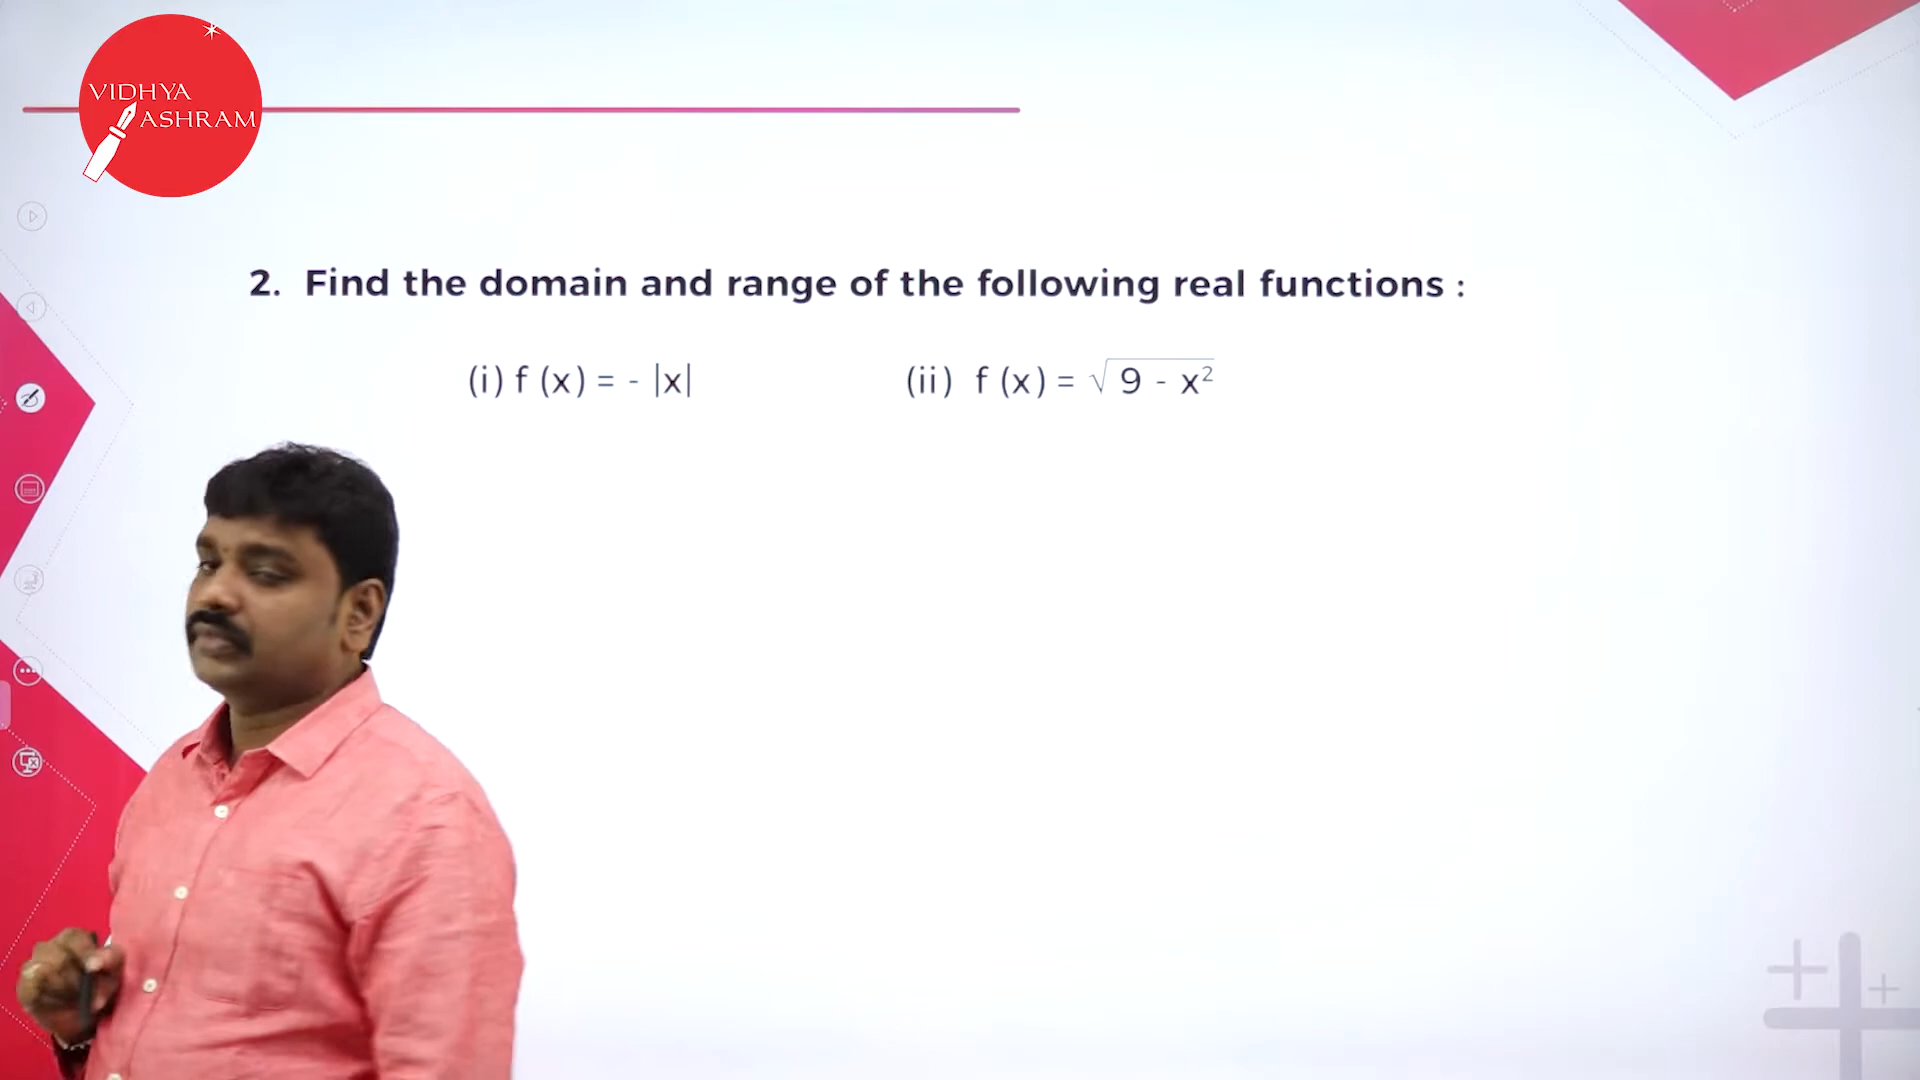 VIDHYA
ASHRAM
2. Find the domain and range of the following real functions :
(i) f (x) = - |x|
(ii) f (x) = √9 - x²